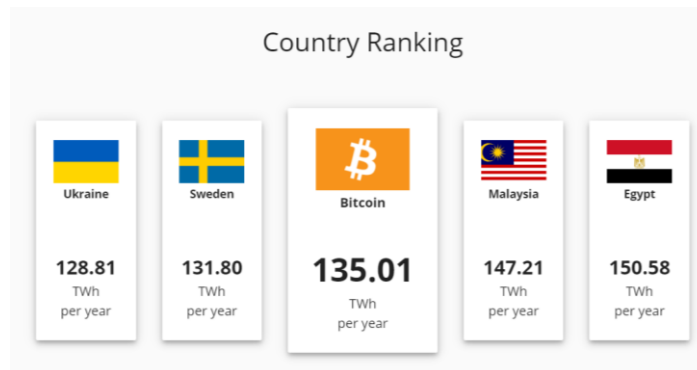 Country Ranking
Ukraine
128.81
TWh
per year
Sweden
131.80
TWh
per year
Bitcoin
135.01
TWh
per year
Malaysia
147.21
TWh
per year
Egypt
150.58
TWh
per year